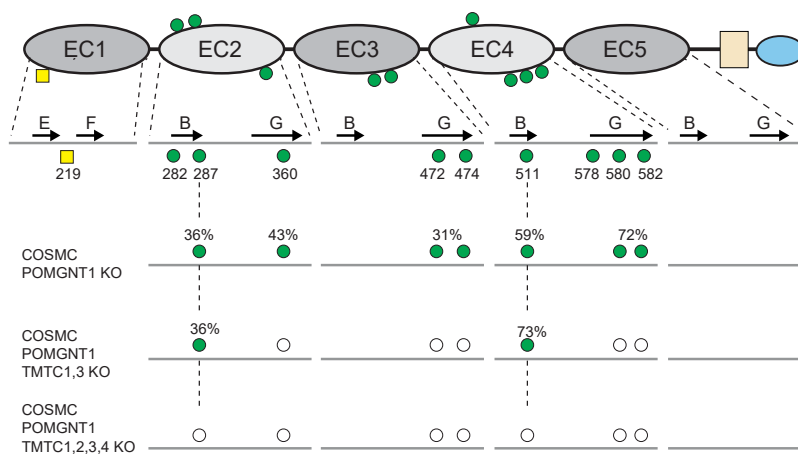 EC1 EC2 EC3 EC4 EC5
E F B G B G B G B G
219 282 287 360 472 474 511 578 580 582
36% 43% 31% 59% 72%
COSMC
POMGNT1 KO
36% 73%
COSMC
POMGNT1
TMTC1,3 KO
COSMC
POMGNT1
TMTC1,2,3,4 KO